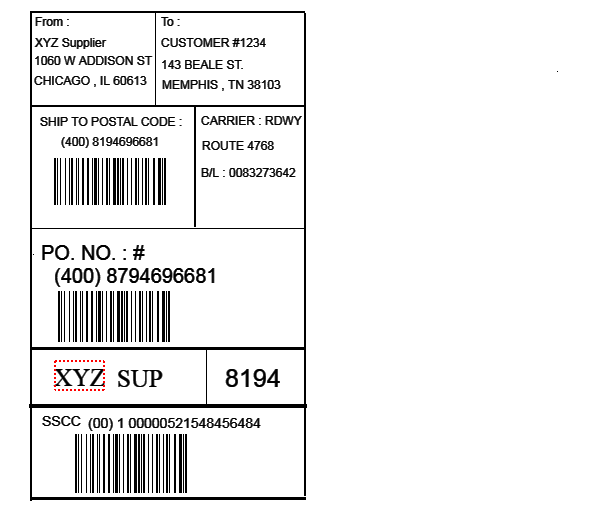 From :
XYZ Supplier
1060 W ADDISON ST
CHICAGO , IL 60613
To :
CUSTOMER #1234
143 BEALE ST.
MEMPHIS , TN 38103
SHIP TO POSTAL CODE :
(400) 8194696681
CARRIER : RDWY
ROUTE 4768
B/L : 0083273642
PO. NO. : #
(400) 8794696681
XYZ SUP
8194
SSCC (00) 1 00000521548456484